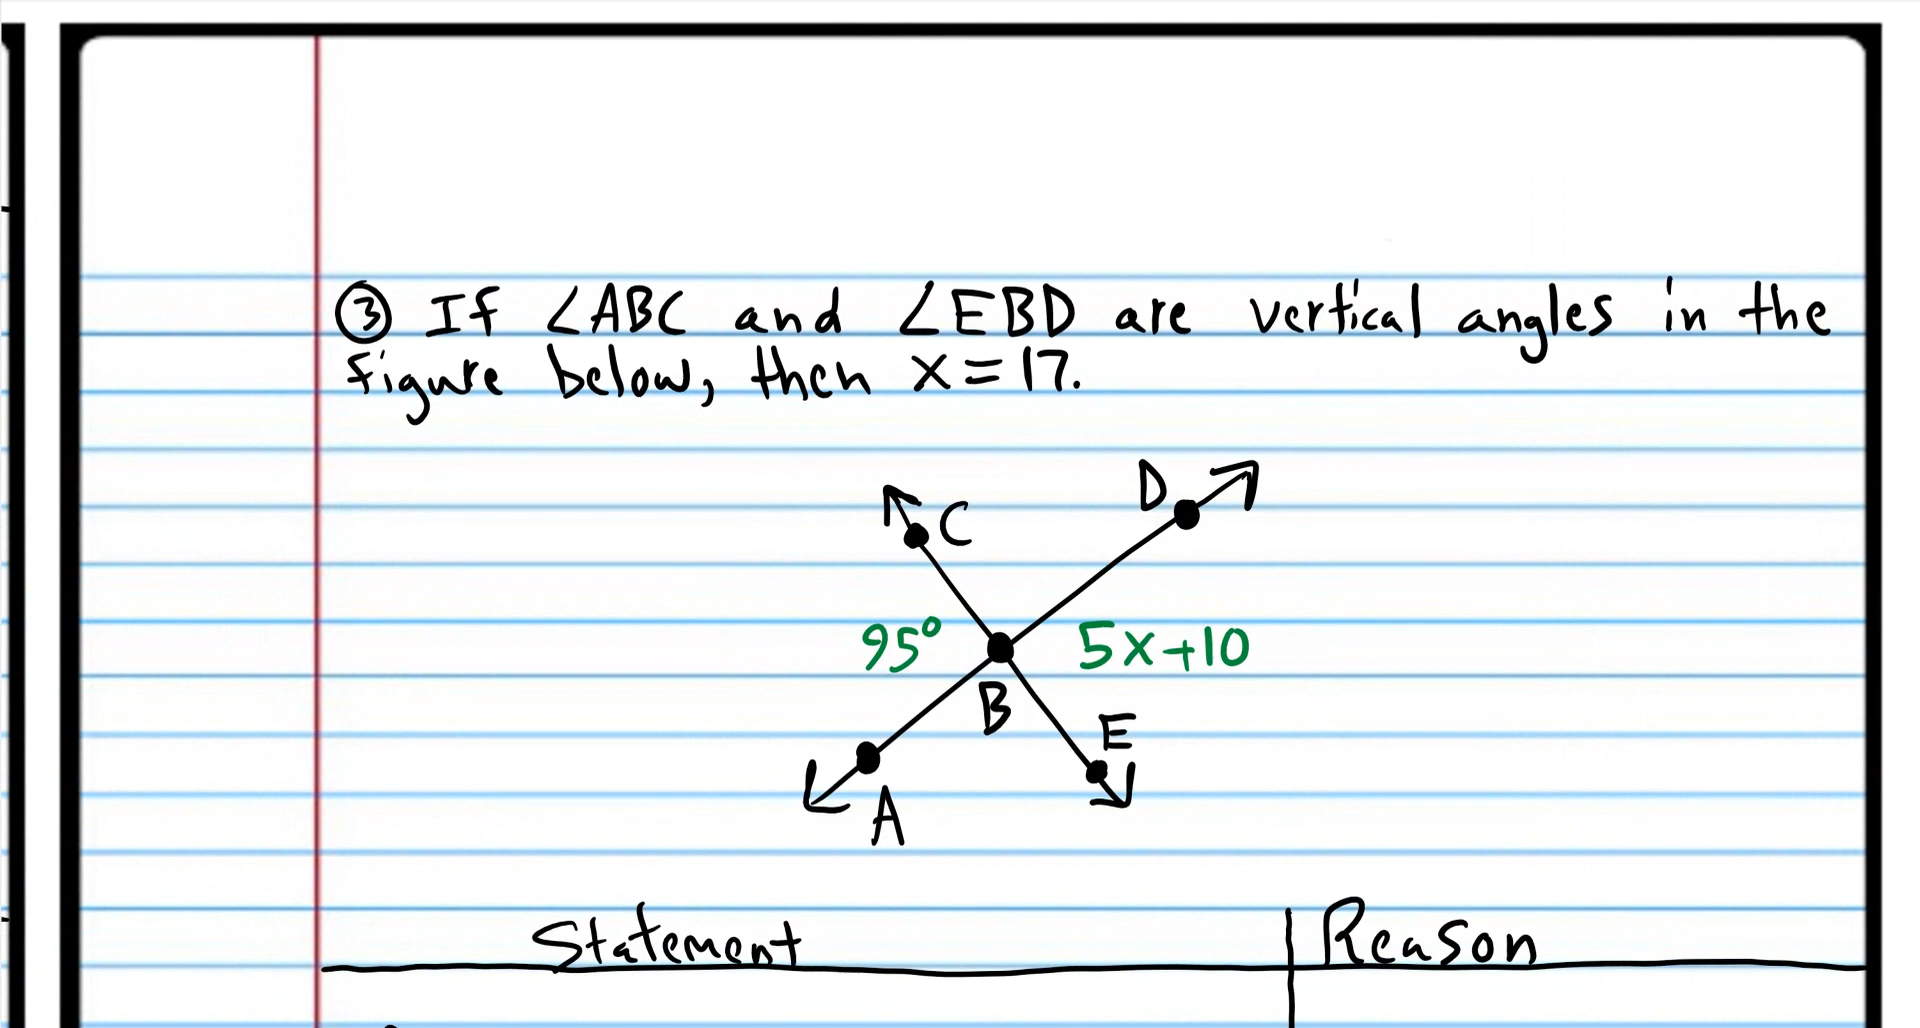 ③ If ∠ABC and ∠EBD are vertical angles in the
figure below, then x=17.
D
C
95°
5x+10
B
E
A
Statement
Reason